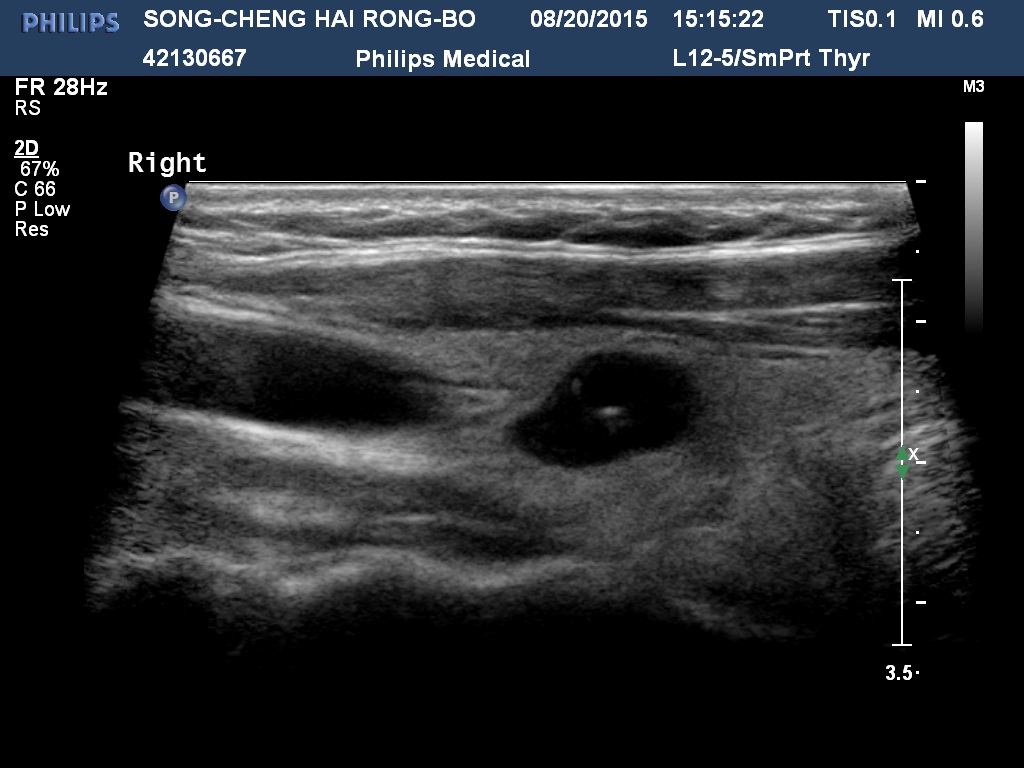 PHILIPS SONG-CHENG HAI RONG-BO 08/20/2015 15:15:22 TIS0.1 MI 0.6
42130667 Philips Medical L12-5/SmPrt Thyr
FR 28Hz
RS
M3
2D
67%
C 66
P Low
Res
Right
P
X
3.5